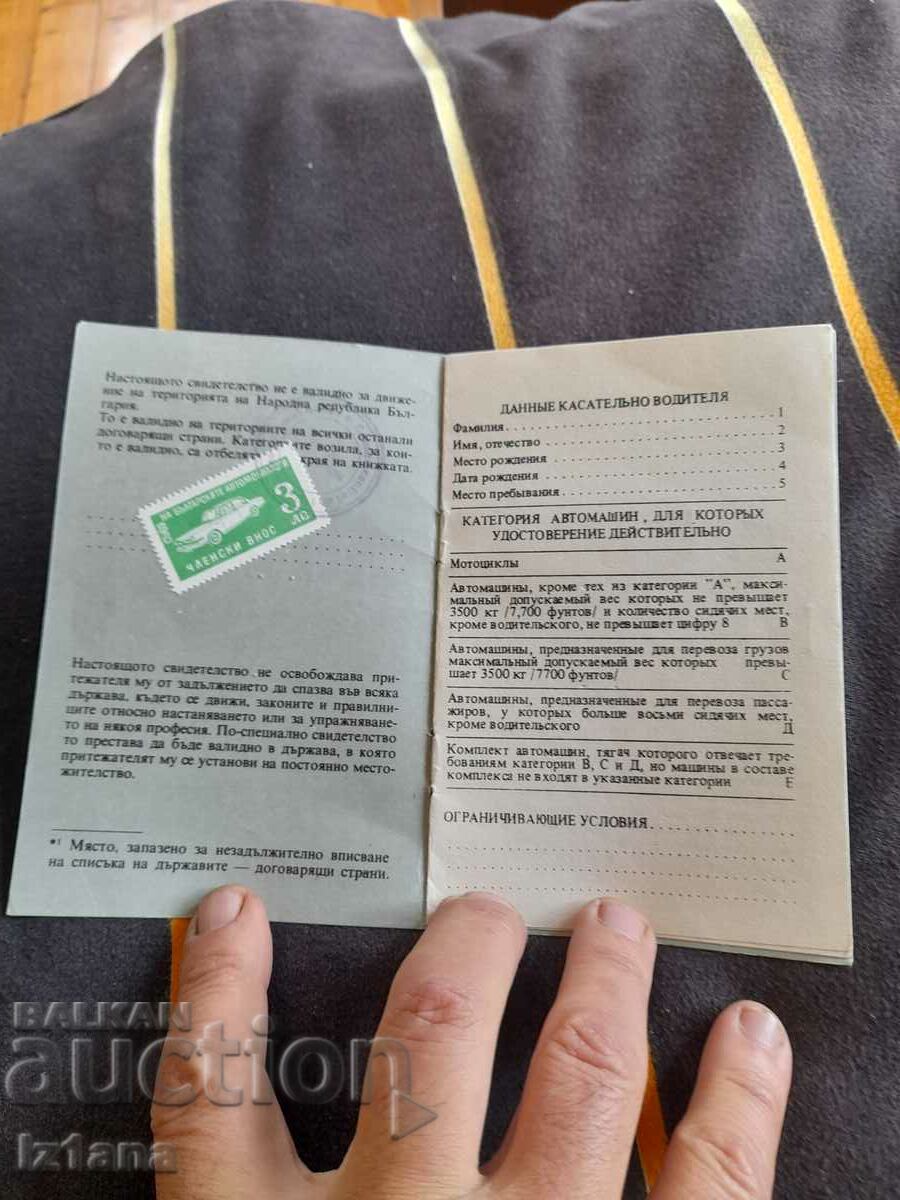 Настоящото свидетелство не е валидно за движе-
ние на територията на Народна република Бъл-
гария.
То е валидно на териториите на всички останали
договарящи страни. Категориите возила, за кои-
то е валидно, са отбеля края на книжката.
НА БЪЛГАРСКИТЕ АВТОМОБИЛИСТИ
3
ЛВ
ЧЛЕНСКИ ВНОС
Настоящото свидетелство не освобождава при-
тежателя му от задължението да спазва във всяка
държава, където се движи, законите и правилни-
ците относно настаняването или за упражняване-
то на някоя професия. По-специално свидетелство
то престава да бъде валидно в държава, в която
притежателят му се установи на постоянно место-
жителство.
*¹ Място, запазено за незадължително вписване
на списъка на държавите — договарящи страни.
ДАННЫЕ КАСАТЕЛЬНО ВОДИТЕЛЯ
Фамилия 1
Имя, отечество 2
Место рождения 3
Дата рождения 4
Место пребывания 5
КАТЕГОРИЯ АВТОМАШИН, ДЛЯ КОТОРЫХ
УДОСТОВЕРЕНИЕ ДЕЙСТВИТЕЛЬНО
Мотоциклы А
Автомашины, кроме тех из категории "А", макси-
мальный допускаемый вес которых не превышает
3500 кг /7,700 фунтов/ и количество сидячих мест,
кроме водительского, не превышает цифру 8 В
Автомашины, предназначенные для перевоза грузов
максимальный допускаемый вес которых превы-
шает 3500 кг /7700 фунтов/ С
Автомашины, предназначенные для перевоза пасса-
жиров, у которых больше восьми сидячих мест,
кроме водительского Д
Комплект автомашин, тягач которого отвечает тре-
бованиям категории В, С и Д, но машины в составе
комплекса не входят в указанные категории Е
ОГРАНИЧИВАЮЩИЕ УСЛОВИЯ
BALKAN
auction
Iz1ana